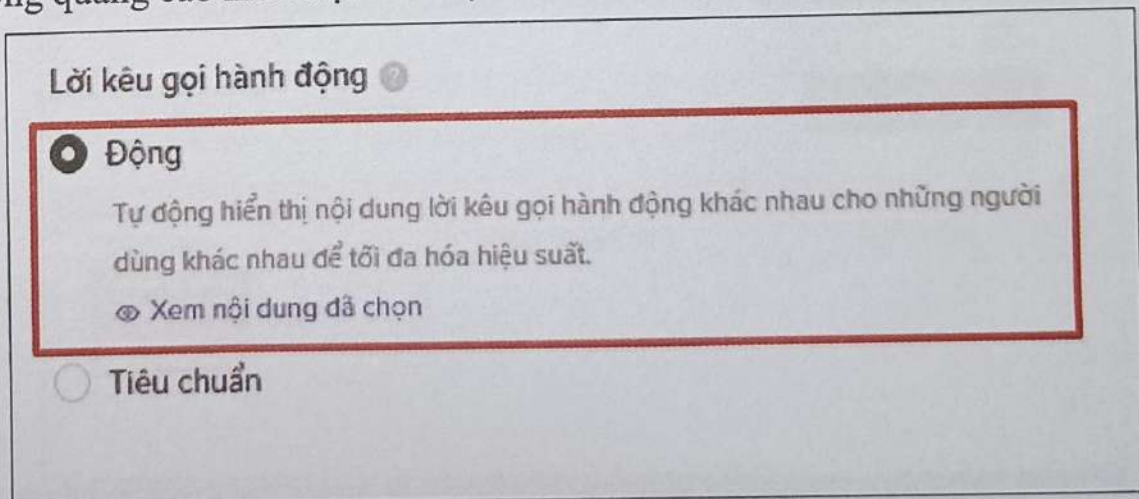 Lời kêu gọi hành động
Động
Tự động hiển thị nội dung lời kêu gọi hành động khác nhau cho những người
dùng khác nhau để tối đa hóa hiệu suất.
Xem nội dung đã chọn
Tiêu chuẩn